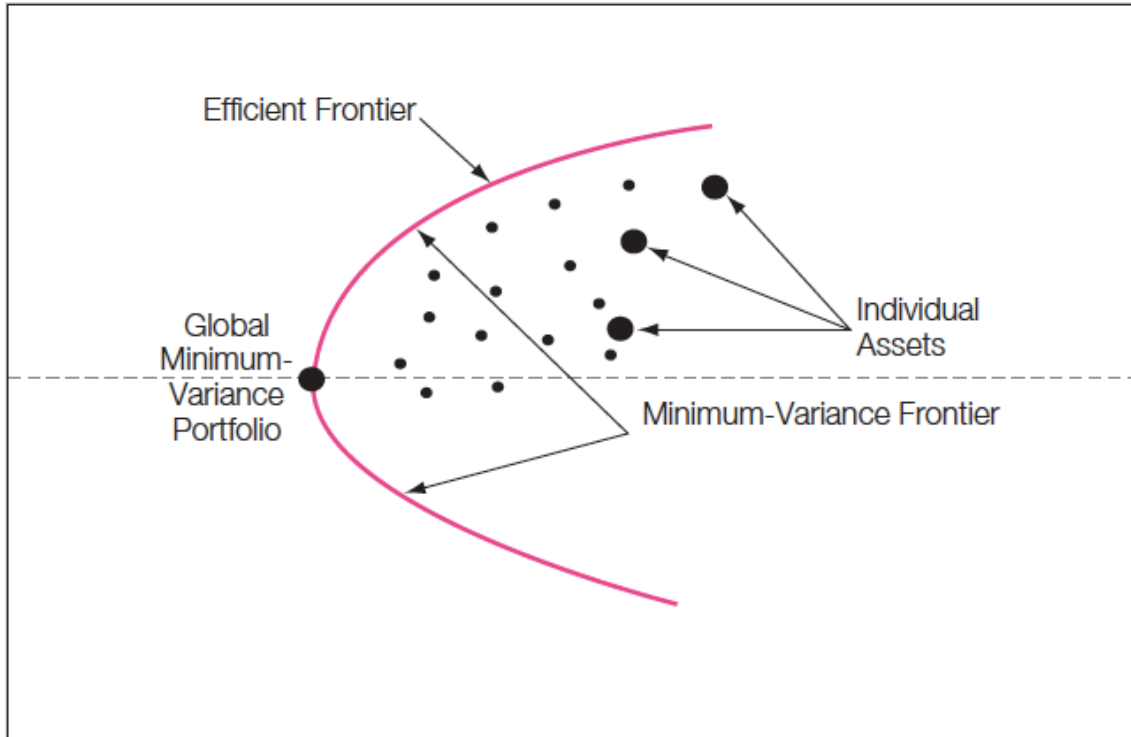 Efficient Frontier
Global
Minimum-
Variance
Portfolio
Individual
Assets
Minimum-Variance Frontier